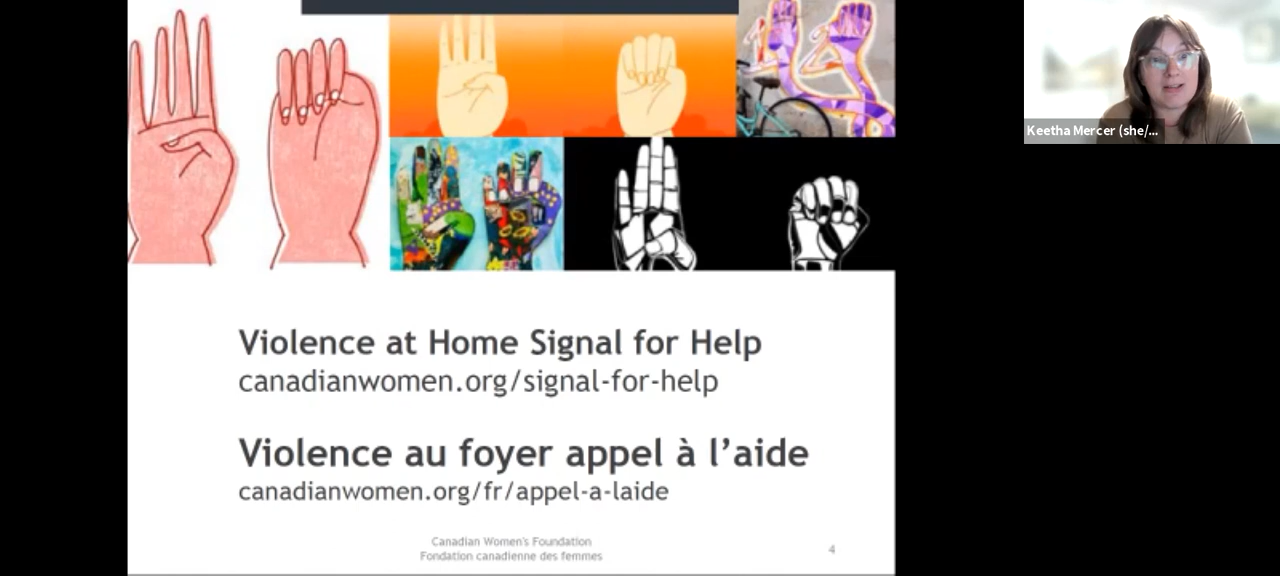 Keetha Mercer (she/...
Violence at Home Signal for Help
canadianwomen.org/signal-for-help
Violence au foyer appel à l’aide
canadianwomen.org/fr/appel-a-laide
Canadian Women's Foundation
Fondation canadienne des femmes
4